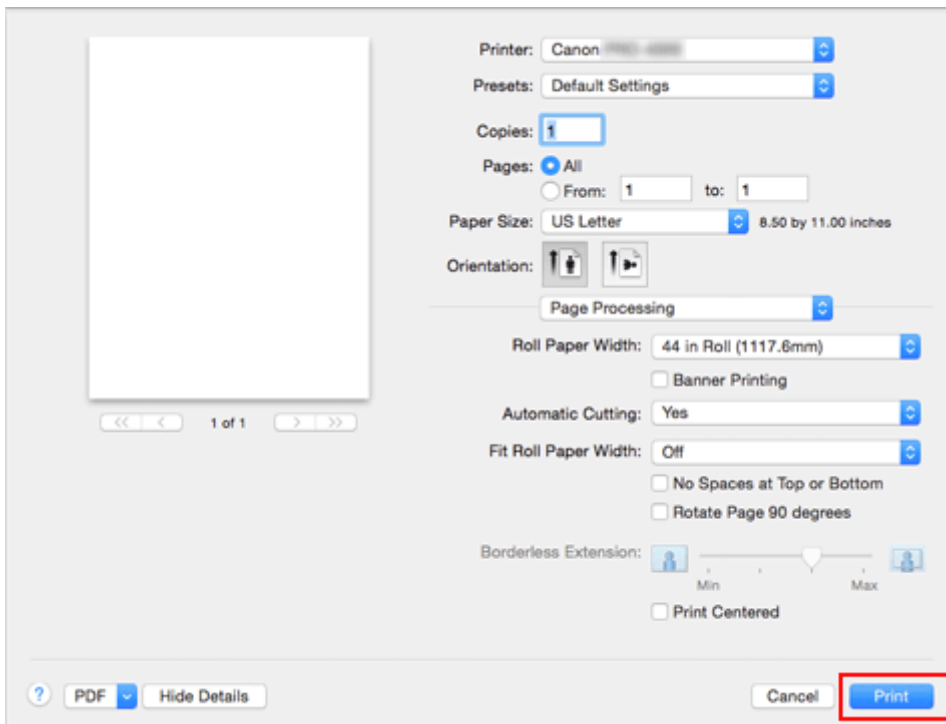 Printer: Canon
Presets: Default Settings
Copies: 1
Pages: All
From: 1 to: 1
Paper Size: US Letter 8.50 by 11.00 inches
Orientation:
Page Processing
Roll Paper Width: 44 in Roll (1117.6mm)
Banner Printing
<< < 1 of 1 > >>
Automatic Cutting: Yes
Fit Roll Paper Width: Off
No Spaces at Top or Bottom
Rotate Page 90 degrees
Borderless Extension:
Min Max
Print Centered
? PDF Hide Details Cancel Print